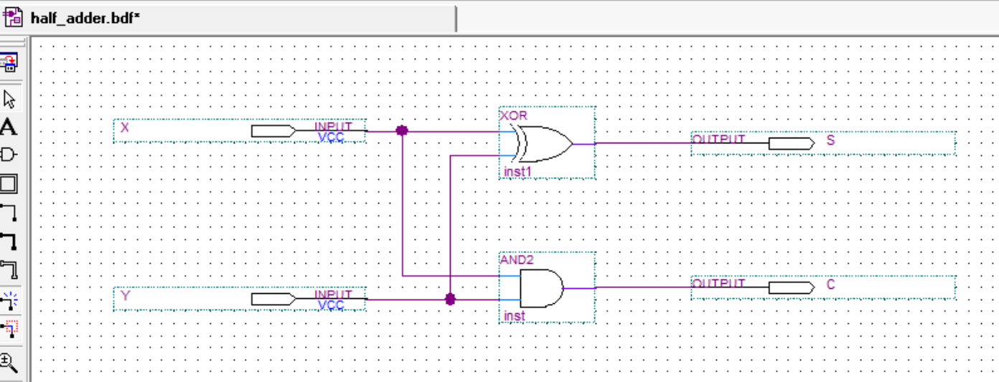 half_adder.bdf*
X
INPUT
VCC
XOR
inst1
OUTPUT
S
Y
INPUT
VCC
AND2
inst
OUTPUT
C